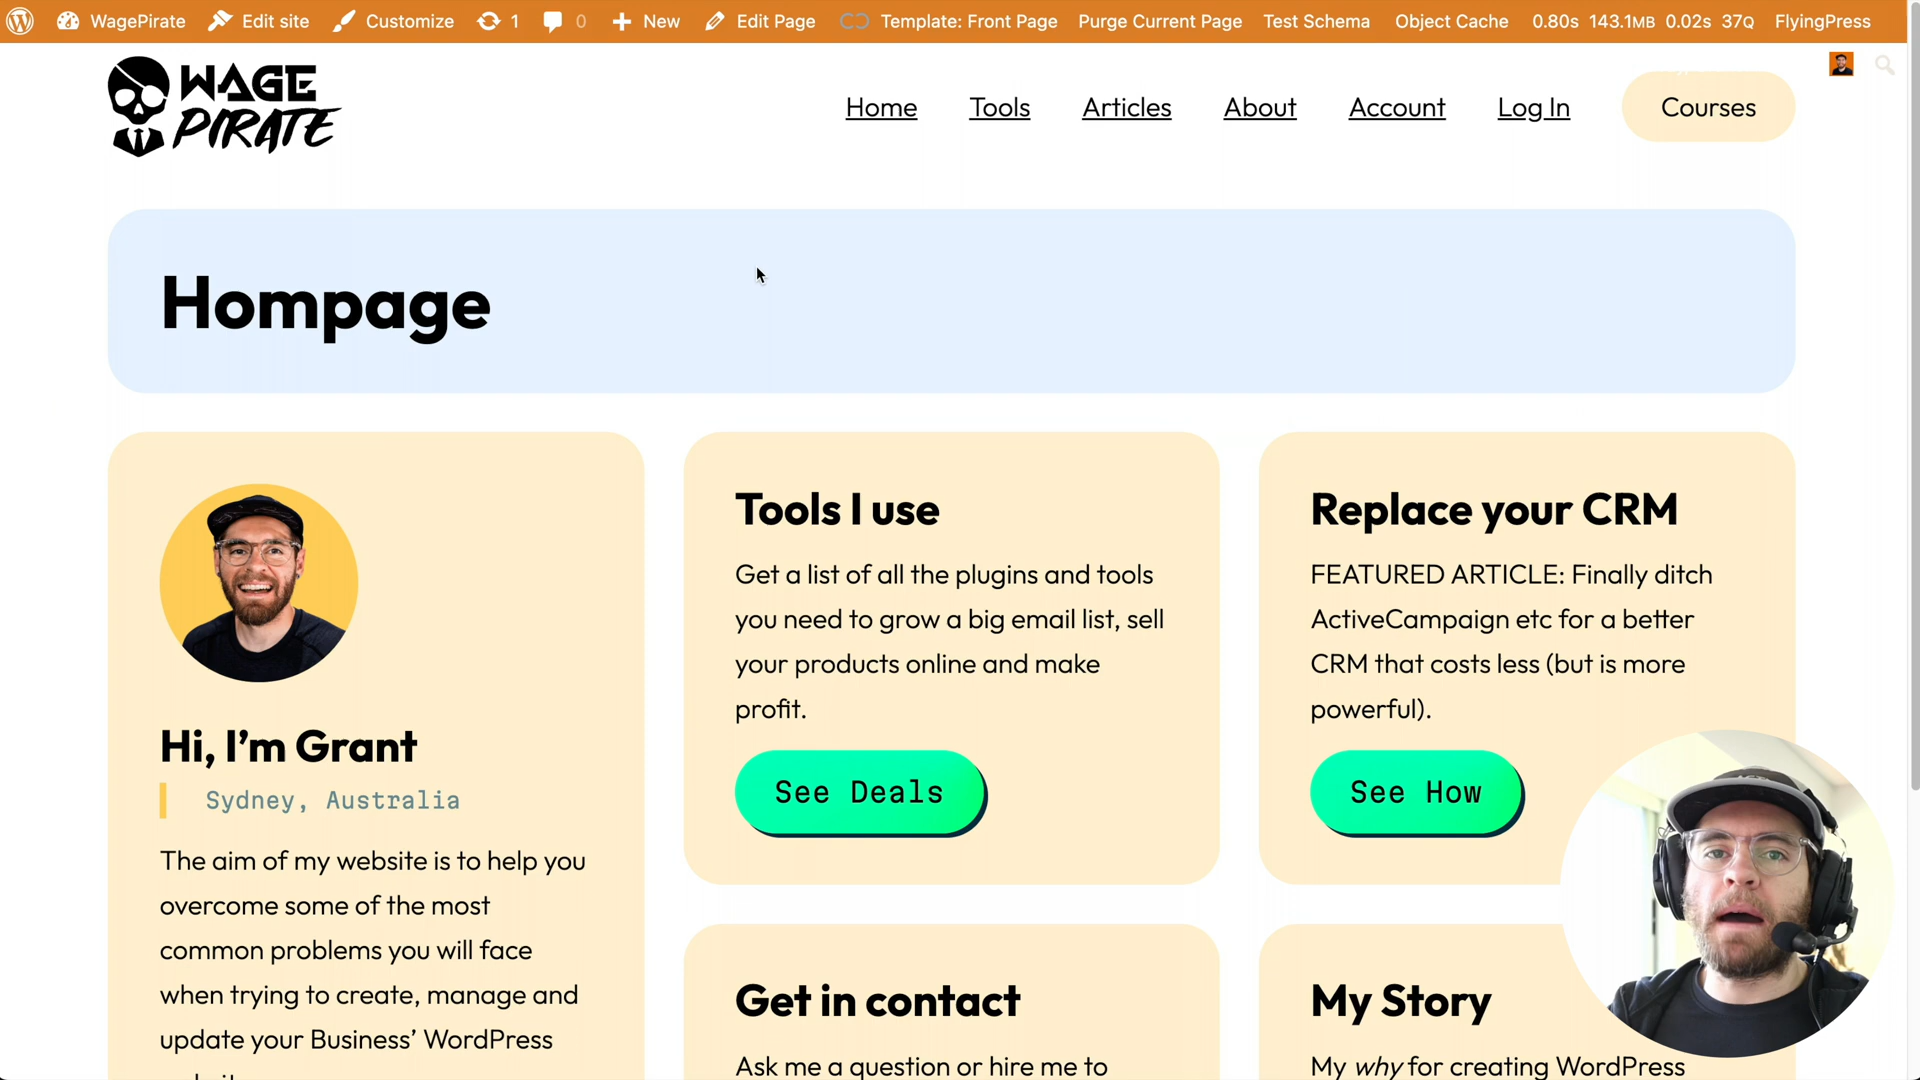 WagePirate Edit site Customize 1 0 New Edit Page Template: Front Page Purge Current Page Test Schema Object Cache 0.80s 143.1MB 0.02s 37Q FlyingPress
WAGE
PIRATE
Home Tools Articles About Account Log In Courses
Hompage
Hi, I'm Grant
Sydney, Australia
The aim of my website is to help you
overcome some of the most
common problems you will face
when trying to create, manage and
update your Business' WordPress
Tools I use
Get a list of all the plugins and tools
you need to grow a big email list, sell
your products online and make
profit.
See Deals
Replace your CRM
FEATURED ARTICLE: Finally ditch
ActiveCampaign etc for a better
CRM that costs less (but is more
powerful).
See How
Get in contact
Ask me a question or hire me to
My Story
My why for creating WordPress